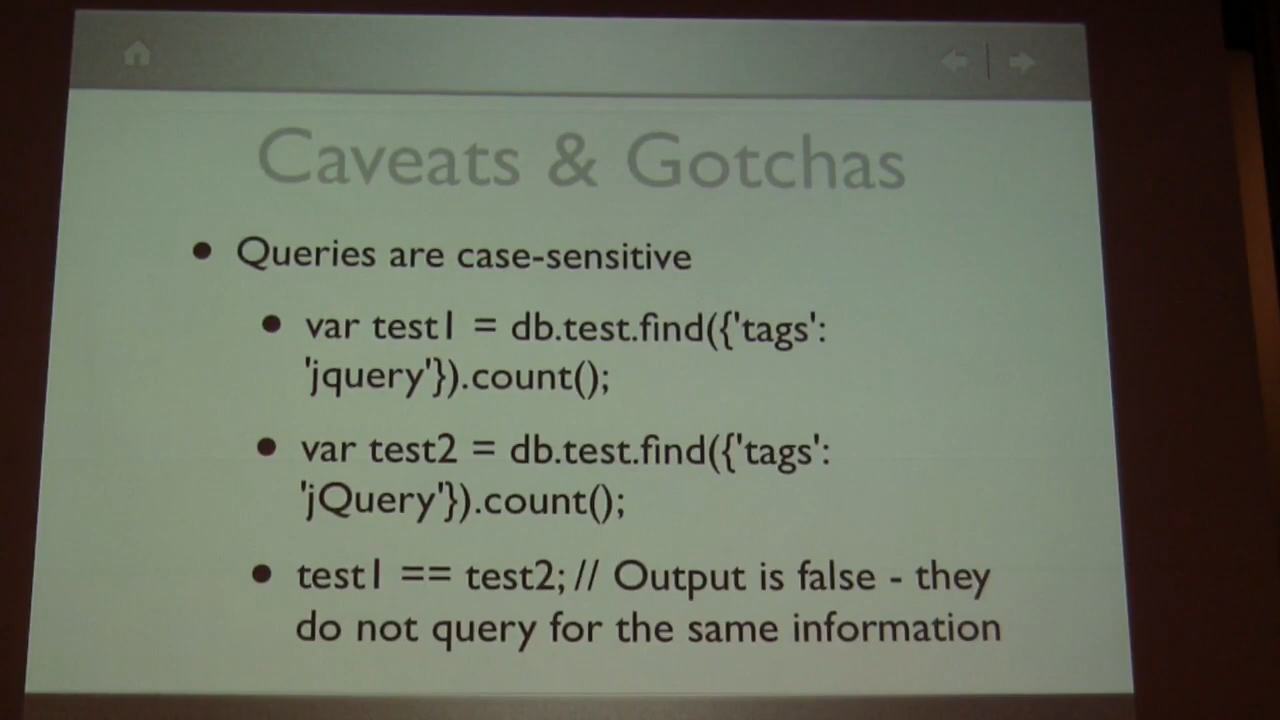 Caveats & Gotchas
• Queries are case-sensitive
• var test1 = db.test.find({'tags':
'jquery'}).count();
• var test2 = db.test.find({'tags':
'jQuery'}).count();
• test1 == test2; // Output is false - they
do not query for the same information